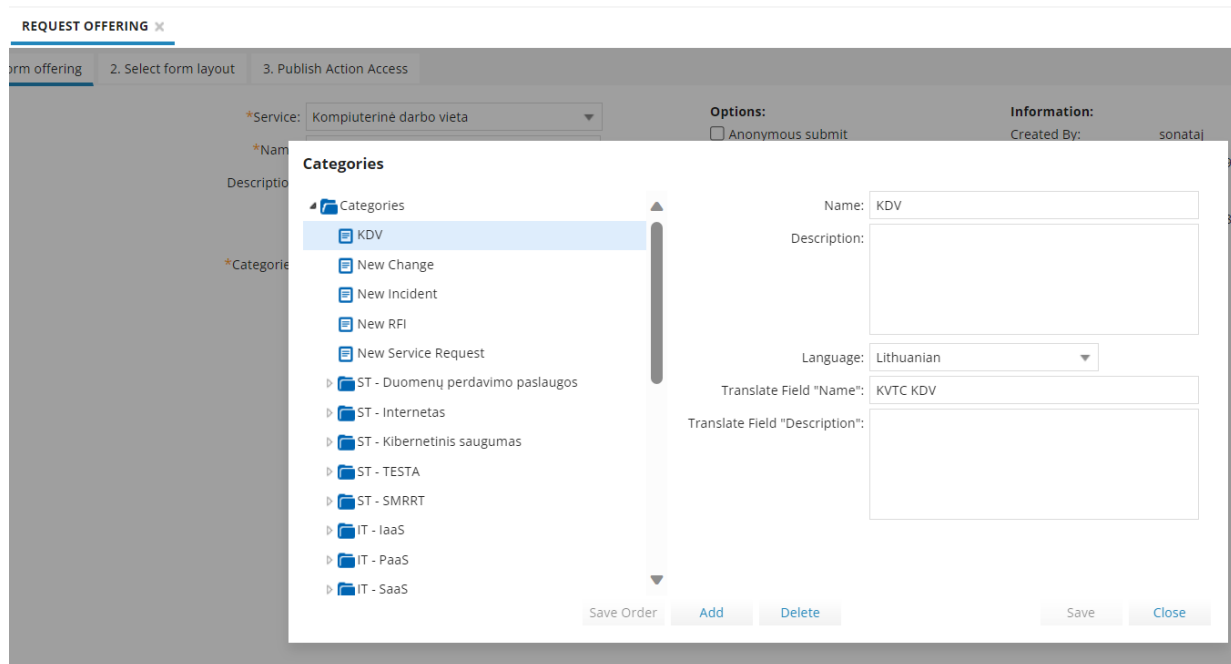 REQUEST OFFERING
orm offering 2. Select form layout 3. Publish Action Access
*Service: Kompiuterinė darbo vieta
Options:
Information:
Anonymous submit
Created By: sonataj
*Nam
Descriptio
*Categorie
Categories
Categories
KDV
New Change
New Incident
New RFI
New Service Request
ST - Duomenų perdavimo paslaugos
ST - Internetas
ST - Kibernetinis saugumas
ST - TESTA
ST - SMRRT
IT - IaaS
IT - PaaS
IT - SaaS
Name: KDV
Description:
Language: Lithuanian
Translate Field "Name": KVTC KDV
Translate Field "Description":
Save Order Add Delete Save Close